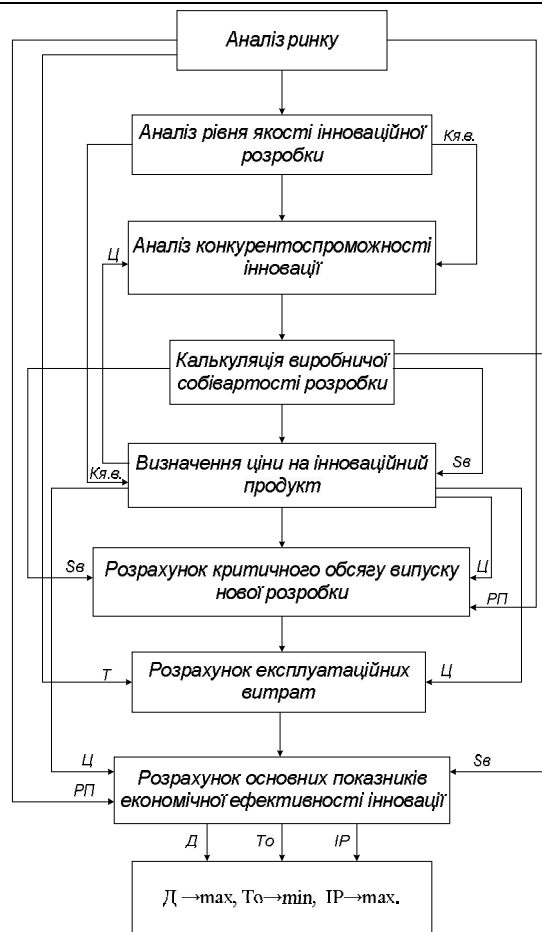 Аналіз ринку
Аналіз рівня якості інноваційної
розробки
Кя.в.
Аналіз конкурентоспроможності
інновації
Ц
Калькуляція виробничої
собівартості розробки
Визначення ціни на інноваційний
продукт
Sв
Кя.в.
Розрахунок критичного обсягу випуску
нової розробки
Sв
Ц
РП
Розрахунок експлуатаційних
витрат
Т
Ц
Розрахунок основних показників
економічної ефективності інновації
Ц
Sв
РП
Д
То
ІР
Д →max, То→min, ІР→max.